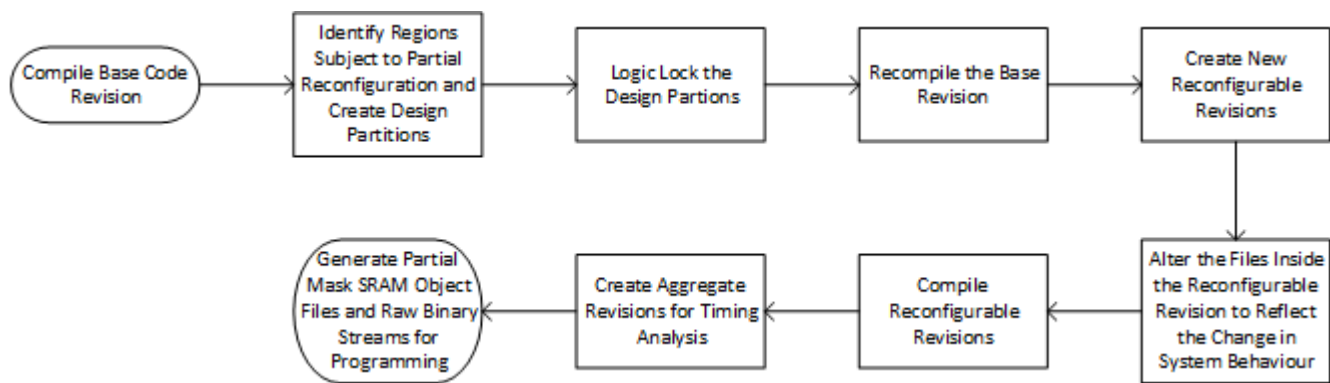 Compile Base Code
Revision
Identify Regions
Subject to Partial
Reconfiguration and
Create Design
Partitions
Logic Lock the
Design Partions
Recompile the Base
Revision
Create New
Reconfigurable
Revisions
Alter the Files Inside
the Reconfigurable
Revision to Reflect
the Change in
System Behaviour
Compile
Reconfigurable
Revisions
Create Aggregate
Revisions for Timing
Analysis
Generate Partial
Mask SRAM Object
Files and Raw Binary
Streams for
Programming